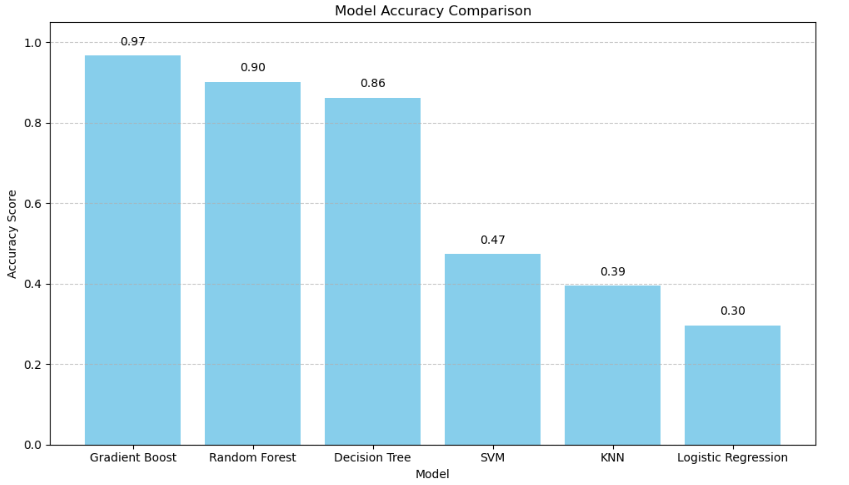 Model Accuracy Comparison
Accuracy Score
1.0
0.8
0.6
0.4
0.2
0.0
0.97
0.90
0.86
0.47
0.39
0.30
Gradient Boost
Random Forest
Decision Tree
SVM
KNN
Logistic Regression
Model